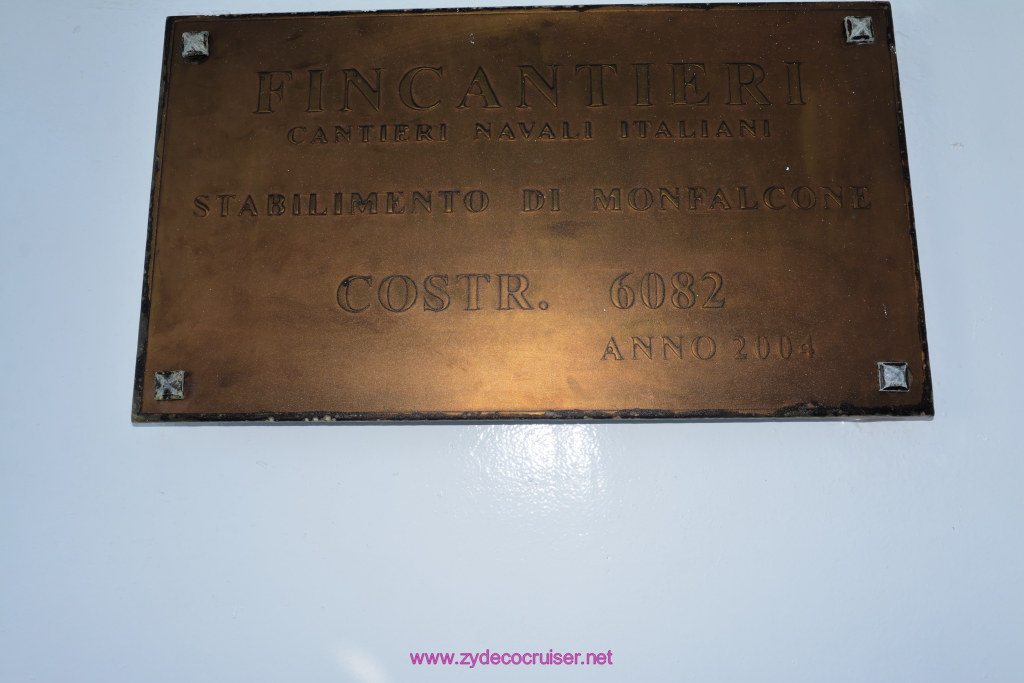 FINCANTIERI
CANTIERI NAVALI ITALIANI
STABILIMENTO DI MONFALCONE
COSTR. 6082
ANNO 2004
www.zydecocruiser.net